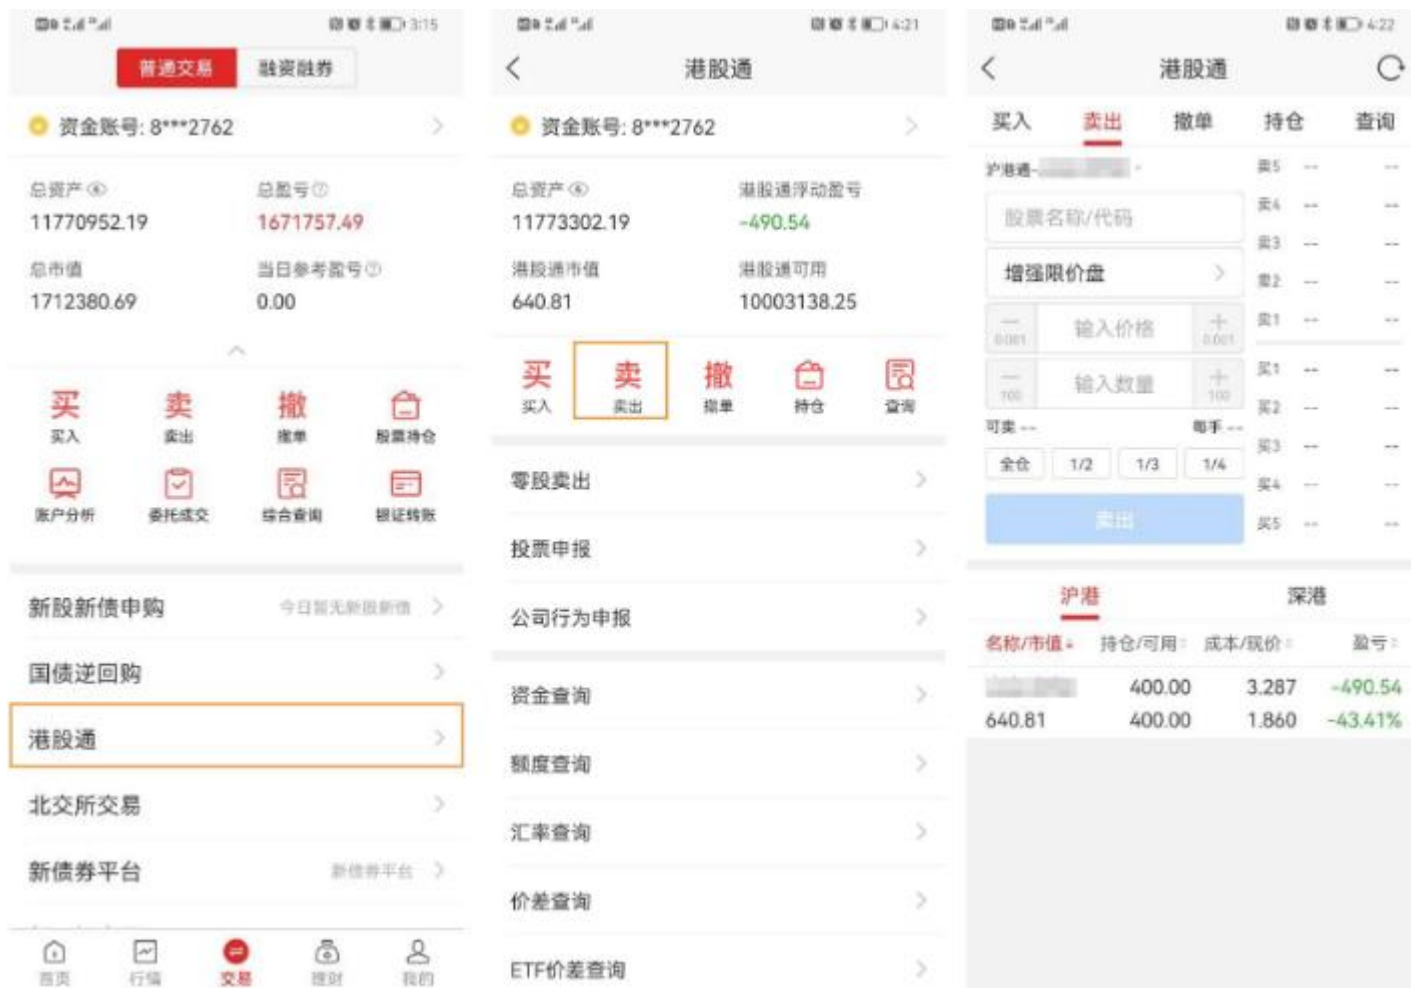 3:15
普通交易 融资融券
资金账号: 8***2762
总资产 总盈亏
11770952.19 1671757.49
总市值 当日参考盈亏
1712380.69 0.00
买 卖 撤
买入 卖出 撤单 股票持仓
账户分析 委托成交 综合查询 银证转账
新股新债申购 今日暂无新股新债
国债逆回购
港股通
北交所交易
新债券平台 新债券平台
首页 行情 交易 理财 我的
4:21
港股通
资金账号: 8***2762
总资产 港股通浮动盈亏
11773302.19 -490.54
港股通市值 港股通可用
640.81 10003138.25
买 卖 撤
买入 卖出 撤单 持仓 查询
零股卖出
投票申报
公司行为申报
资金查询
额度查询
汇率查询
价差查询
ETF价差查询
4:22
港股通
买入 卖出 撤单 持仓 查询
沪港通-
股票名称/代码
增强限价盘
— 输入价格 +
0.001 0.001
— 输入数量 +
100 100
可卖 -- 每手 --
全仓 1/2 1/3 1/4
卖出
卖5 -- --
卖4 -- --
卖3 -- --
卖2 -- --
卖1 -- --
买1 -- --
买2 -- --
买3 -- --
买4 -- --
买5 -- --
沪港 深港
名称/市值 持仓/可用 成本/现价 盈亏
400.00 3.287 -490.54
640.81 400.00 1.860 -43.41%